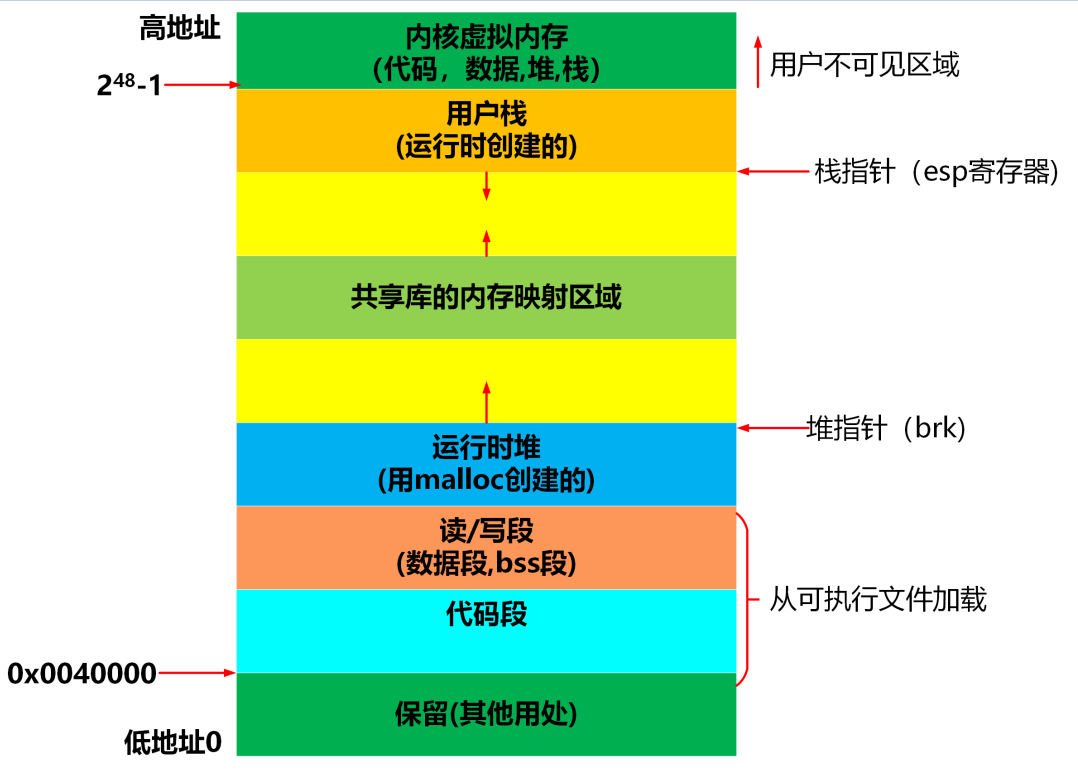 高地址
内核虚拟内存
(代码，数据,堆,栈)
用户不可见区域
2⁴⁸-1
用户栈
(运行时创建的)
栈指针（esp寄存器)
共享库的内存映射区域
堆指针（brk)
运行时堆
(用malloc创建的)
读/写段
(数据段,bss段)
从可执行文件加载
代码段
0x0040000
保留(其他用处)
低地址0